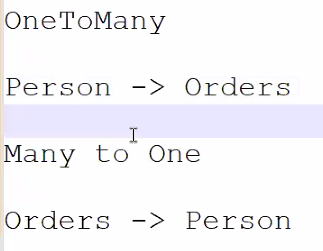 OneToMany
Person -> Orders
Many to One
Orders -> Person